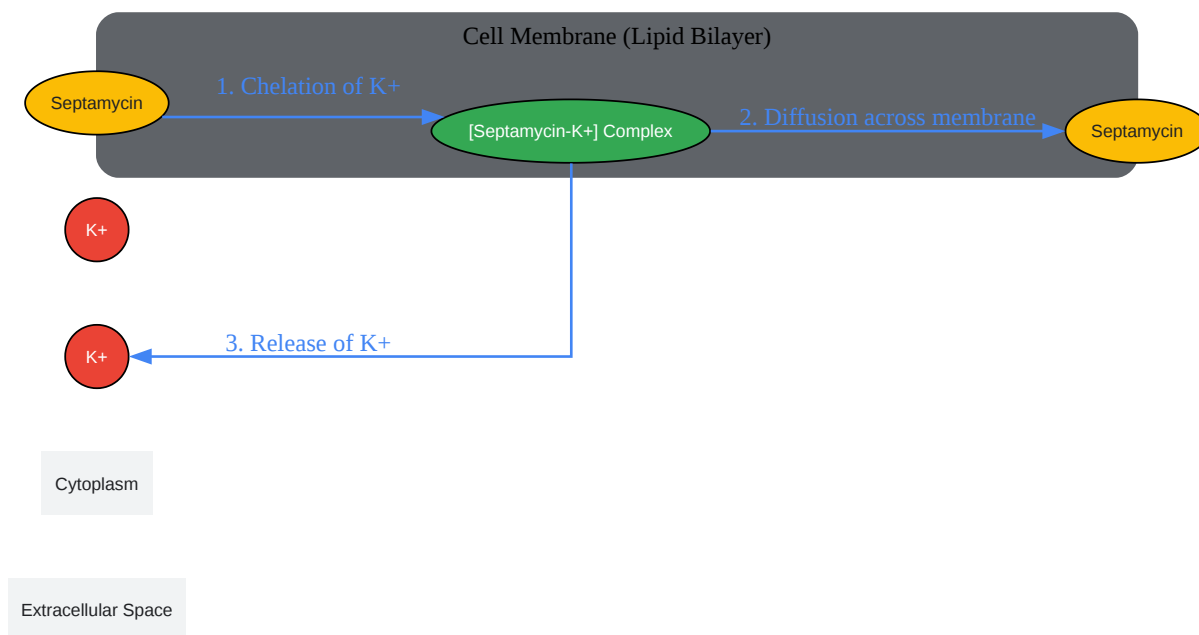 Cell Membrane (Lipid Bilayer)
1. Chelation of K+
Septamycin
2. Diffusion across membrane
[Septamycin-K+] Complex
Septamycin
K+
3. Release of K+
K+
Cytoplasm
Extracellular Space